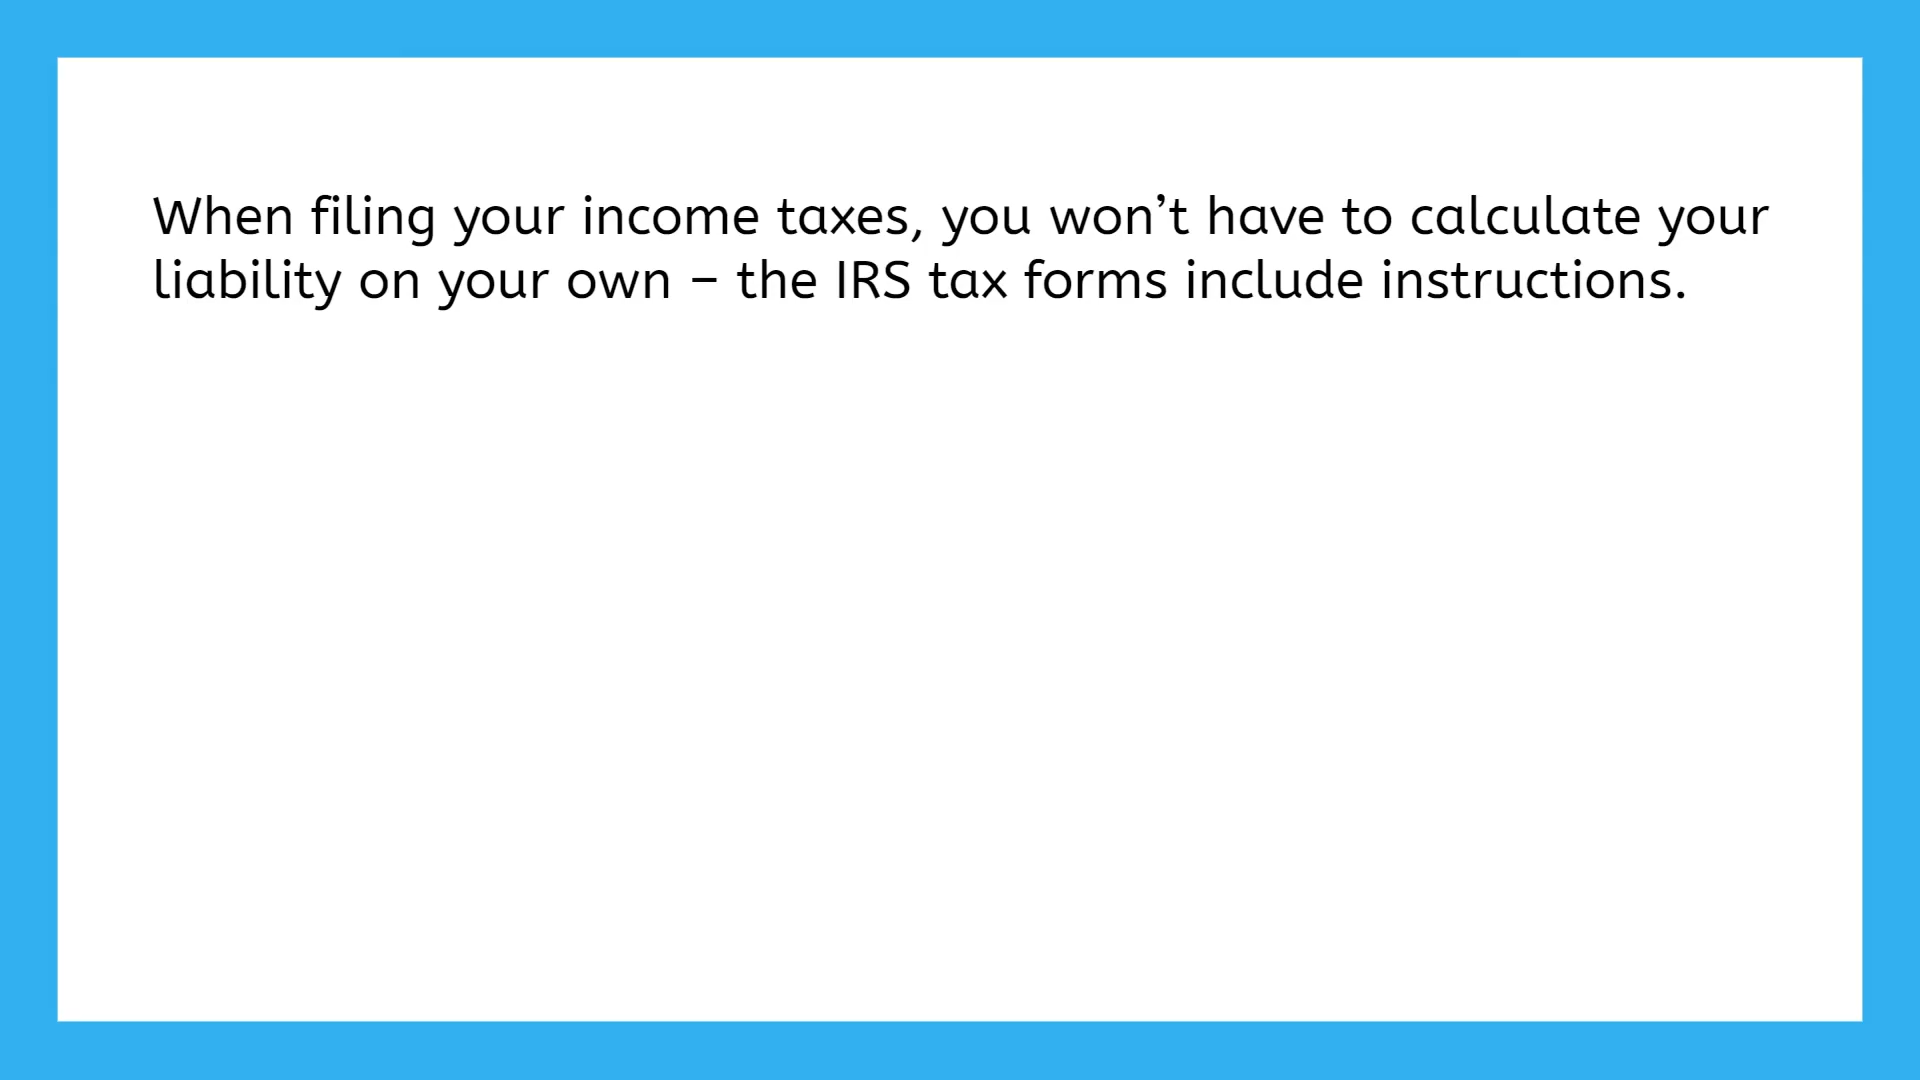 When filing your income taxes, you won’t have to calculate your
liability on your own – the IRS tax forms include instructions.